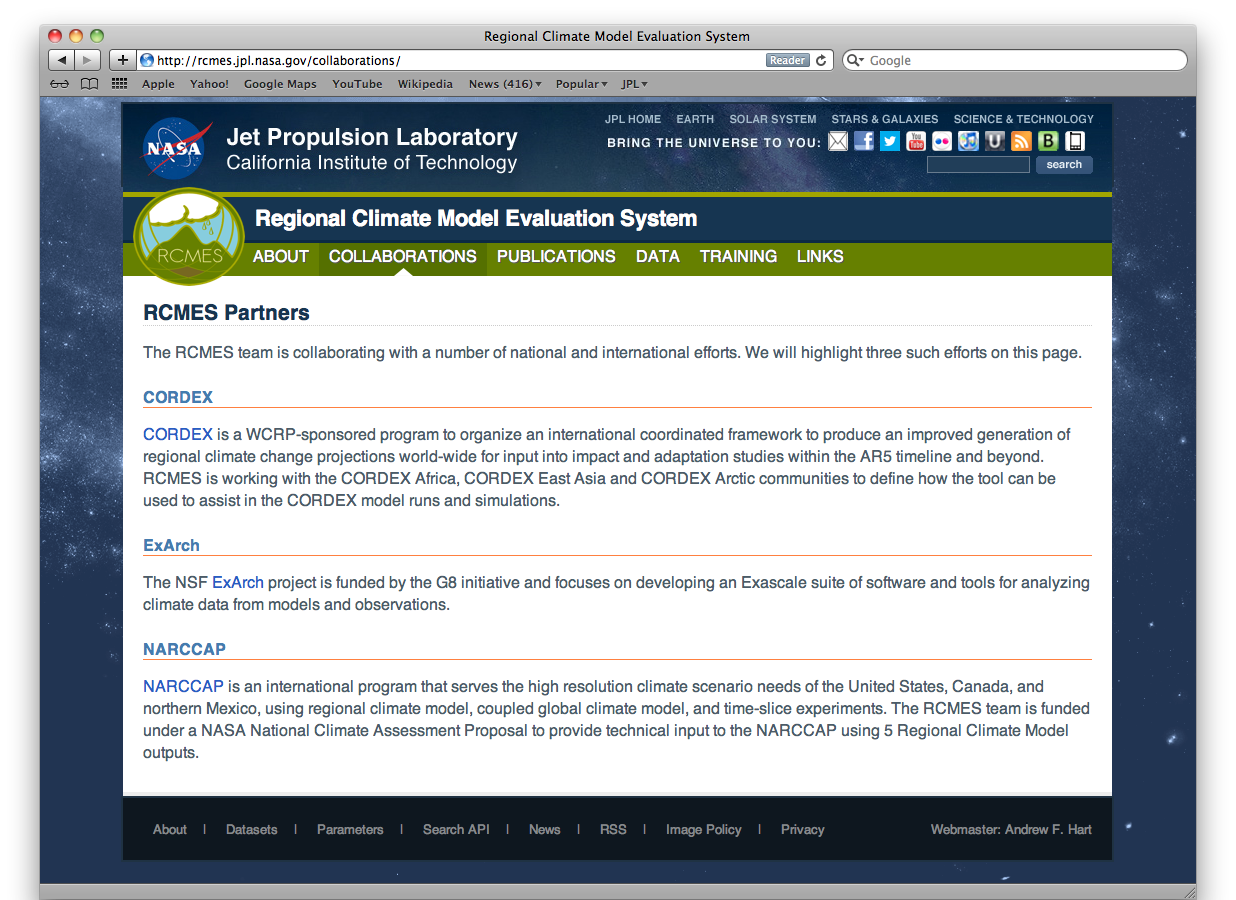 Regional Climate Model Evaluation System
http://rcmes.jpl.nasa.gov/collaborations/ Reader Google
Apple Yahoo! Google Maps YouTube Wikipedia News (416) Popular JPL
JPL HOME EARTH SOLAR SYSTEM STARS & GALAXIES SCIENCE & TECHNOLOGY
NASA
Jet Propulsion Laboratory
California Institute of Technology
BRING THE UNIVERSE TO YOU: You Tube U B
search
Regional Climate Model Evaluation System
RCMES
ABOUT COLLABORATIONS PUBLICATIONS DATA TRAINING LINKS
RCMES Partners
The RCMES team is collaborating with a number of national and international efforts. We will highlight three such efforts on this page.
CORDEX
CORDEX is a WCRP-sponsored program to organize an international coordinated framework to produce an improved generation of
regional climate change projections world-wide for input into impact and adaptation studies within the AR5 timeline and beyond.
RCMES is working with the CORDEX Africa, CORDEX East Asia and CORDEX Arctic communities to define how the tool can be
used to assist in the CORDEX model runs and simulations.
ExArch
The NSF ExArch project is funded by the G8 initiative and focuses on developing an Exascale suite of software and tools for analyzing
climate data from models and observations.
NARCCAP
NARCCAP is an international program that serves the high resolution climate scenario needs of the United States, Canada, and
northern Mexico, using regional climate model, coupled global climate model, and time-slice experiments. The RCMES team is funded
under a NASA National Climate Assessment Proposal to provide technical input to the NARCCAP using 5 Regional Climate Model
outputs.
About | Datasets | Parameters | Search API | News | RSS | Image Policy | Privacy Webmaster: Andrew F. Hart